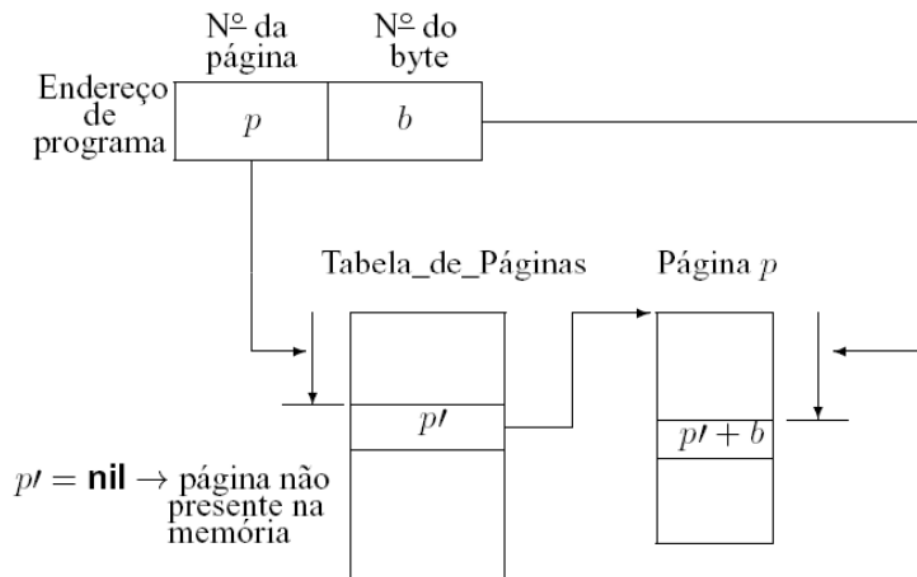 Nº da
página
Nº do
byte
Endereço
de
programa
p
b
Tabela_de_Páginas
Página p
p′
p′ + b
p′ = nil → página não
presente na
memória